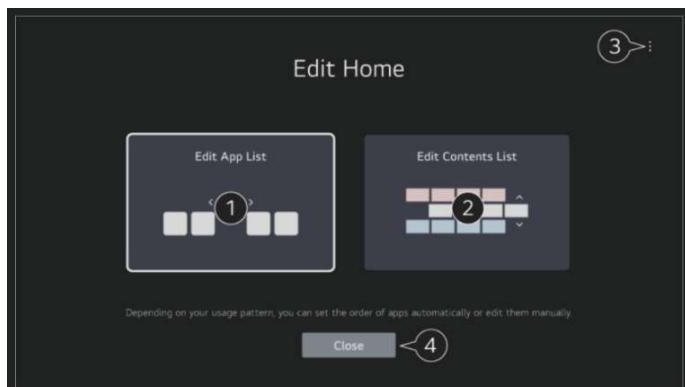 3
Edit Home
Edit App List
Edit Contents List
1
2
Depending on your usage pattern, you can set the order of apps automatically or edit them manually.
Close
4